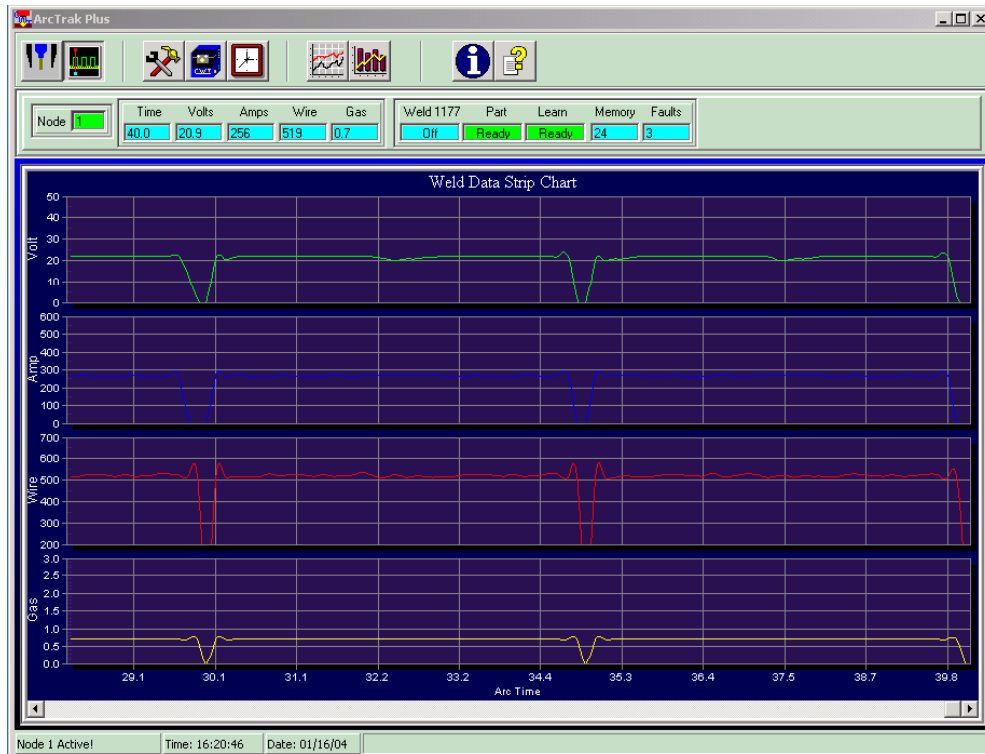 ArcTrak Plus
Node 1
Time Volts Amps Wire Gas
40.0 20.9 256 519 0.7
Weld 1177 Part Learn Memory Faults
Off Ready Ready 24 3
Weld Data Strip Chart
Volt
50
40
30
20
10
0
Amp
600
500
400
300
200
100
0
Wire
700
600
500
400
300
200
Gas
3.0
2.5
2.0
1.5
1.0
0.5
0.0
29.1 30.1 31.1 32.2 33.2 34.4 35.3 36.4 37.5 38.7 39.8
Arc Time
Node 1 Active! Time: 16:20:46 Date: 01/16/04